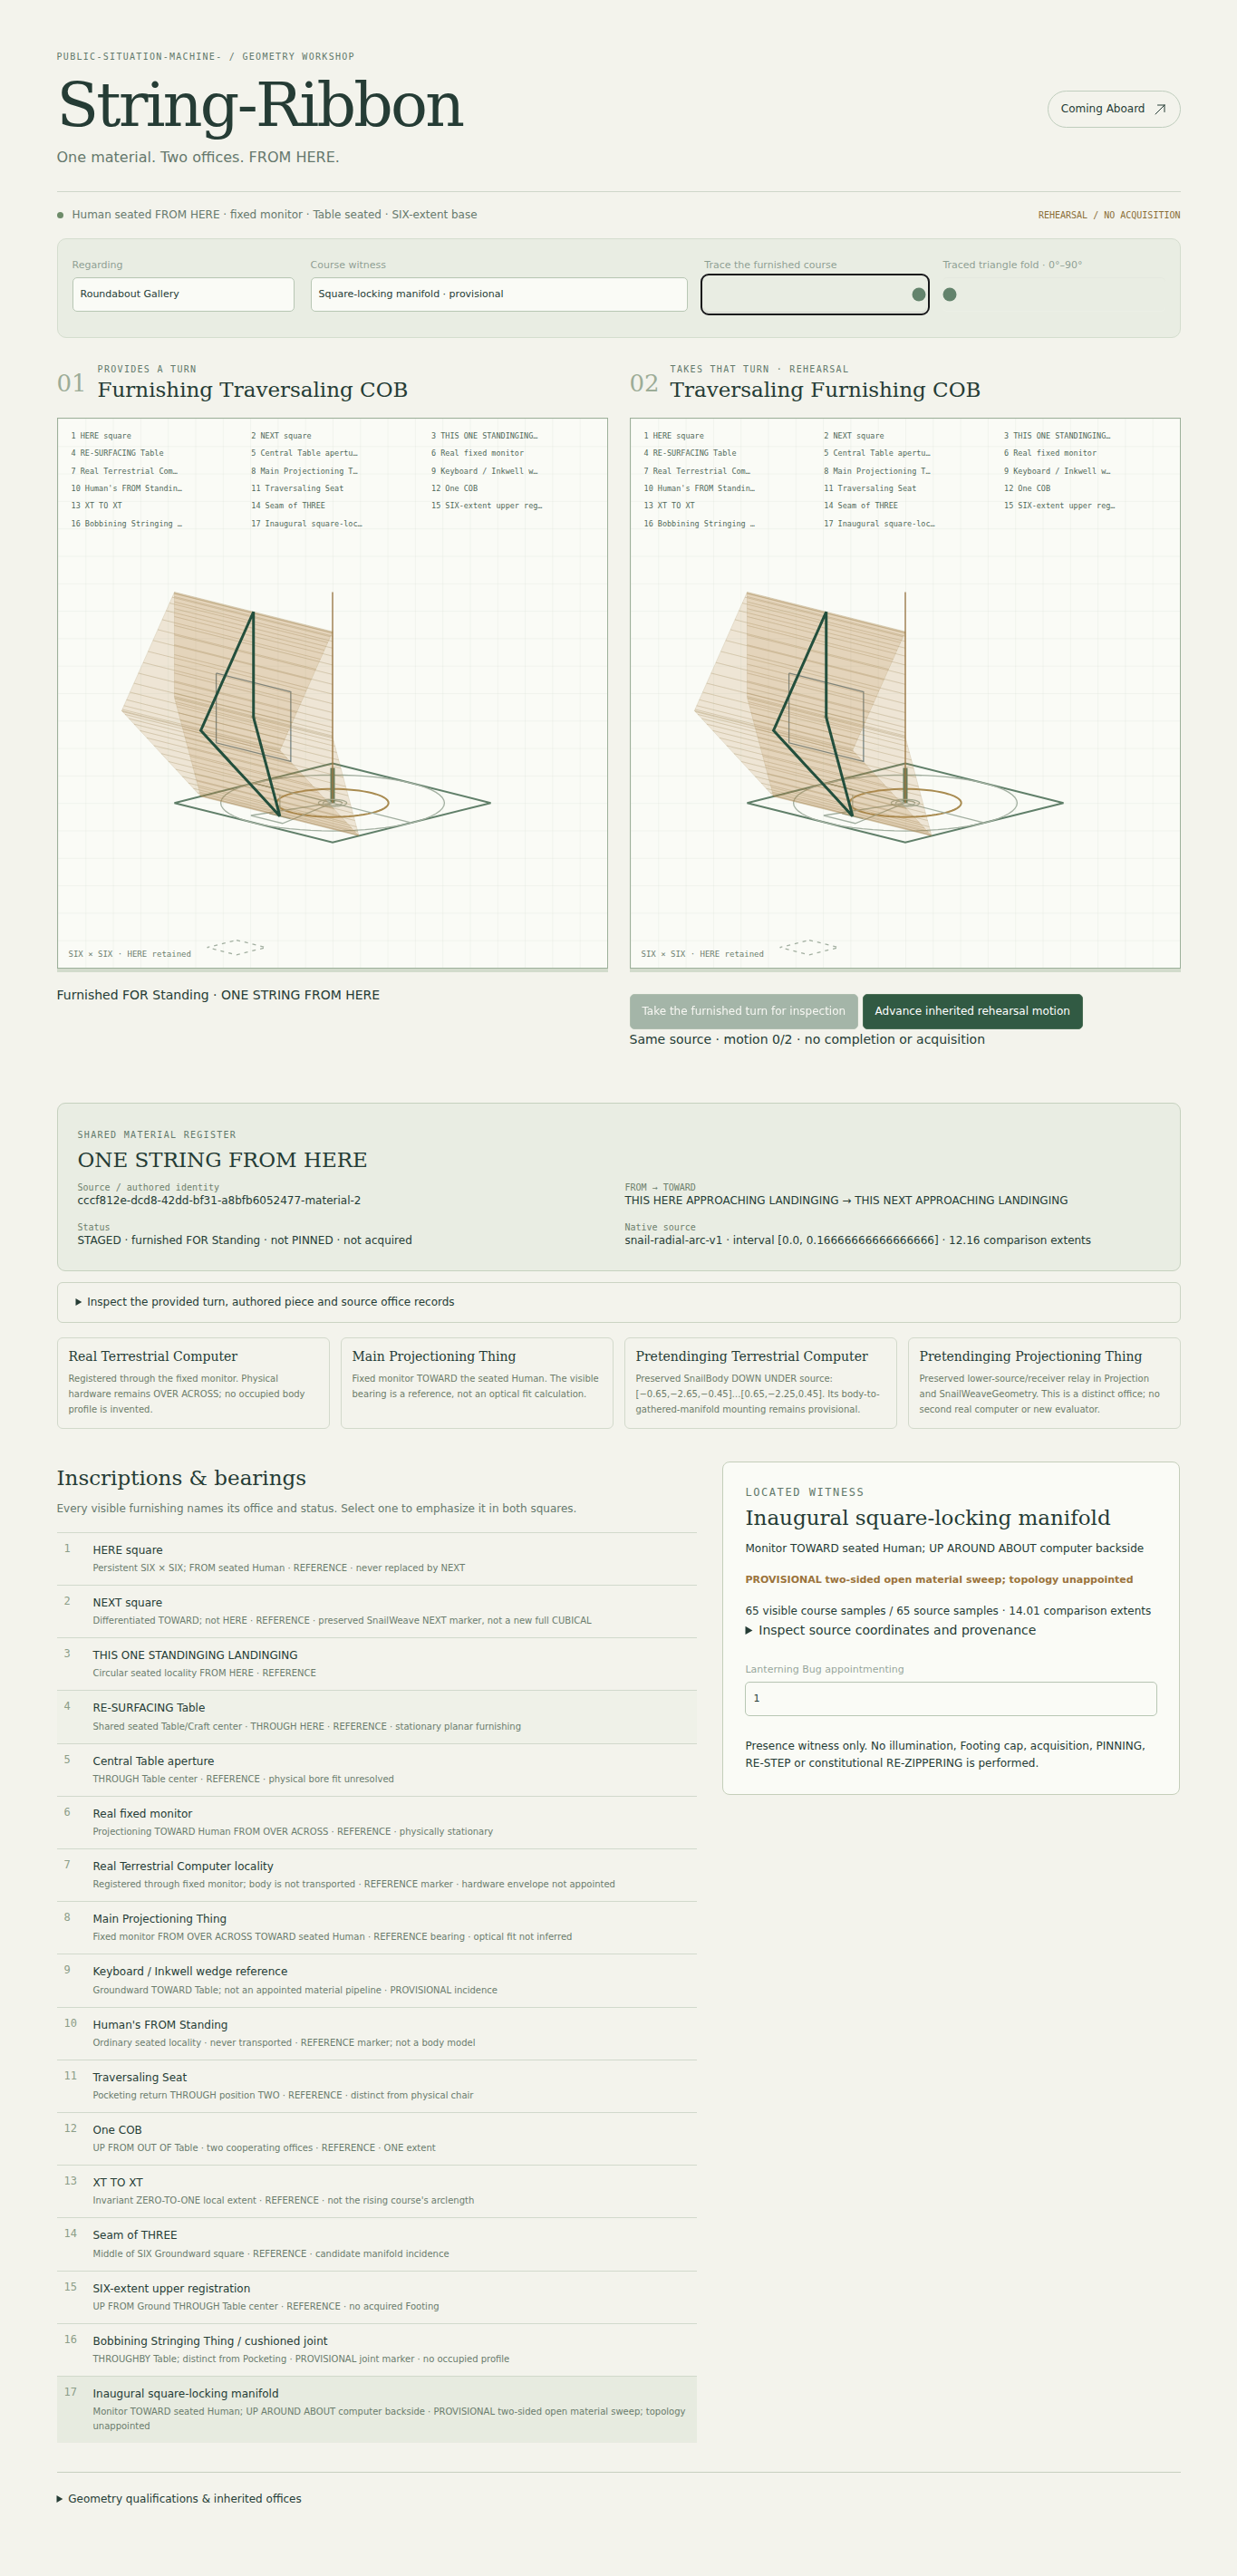 PUBLIC-SITUATION-MACHINE- / GEOMETRY WORKSHOP
String-Ribbon
Coming Aboard
One material. Two offices. FROM HERE.
Human seated FROM HERE · fixed monitor · Table seated · SIX-extent base
REHEARSAL / NO ACQUISITION
Regarding
Course witness
Trace the furnished course
Traced triangle fold · 0°–90°
Roundabout Gallery
Square-locking manifold · provisional
01
PROVIDES A TURN
Furnishing Traversaling COB
1 HERE square
2 NEXT square
3 THIS ONE STANDINGING…
4 RE-SURFACING Table
5 Central Table apertu…
6 Real fixed monitor
7 Real Terrestrial Com…
8 Main Projectioning T…
9 Keyboard / Inkwell w…
10 Human's FROM Standin…
11 Traversaling Seat
12 One COB
13 XT TO XT
14 Seam of THREE
15 SIX-extent upper reg…
16 Bobbining Stringing …
17 Inaugural square-loc…
SIX × SIX · HERE retained
Furnished FOR Standing · ONE STRING FROM HERE
02
TAKES THAT TURN · REHEARSAL
Traversaling Furnishing COB
1 HERE square
2 NEXT square
3 THIS ONE STANDINGING…
4 RE-SURFACING Table
5 Central Table apertu…
6 Real fixed monitor
7 Real Terrestrial Com…
8 Main Projectioning T…
9 Keyboard / Inkwell w…
10 Human's FROM Standin…
11 Traversaling Seat
12 One COB
13 XT TO XT
14 Seam of THREE
15 SIX-extent upper reg…
16 Bobbining Stringing …
17 Inaugural square-loc…
SIX × SIX · HERE retained
Take the furnished turn for inspection
Advance inherited rehearsal motion
Same source · motion 0/2 · no completion or acquisition
SHARED MATERIAL REGISTER
ONE STRING FROM HERE
Source / authored identity
cccf812e-dcd8-42dd-bf31-a8bfb6052477-material-2
FROM → TOWARD
THIS HERE APPROACHING LANDINGING → THIS NEXT APPROACHING LANDINGING
Status
STAGED · furnished FOR Standing · not PINNED · not acquired
Native source
snail-radial-arc-v1 · interval [0.0, 0.16666666666666666] · 12.16 comparison extents
Inspect the provided turn, authored piece and source office records
Real Terrestrial Computer
Registered through the fixed monitor. Physical
hardware remains OVER ACROSS; no occupied body
profile is invented.
Main Projectioning Thing
Fixed monitor TOWARD the seated Human. The visible
bearing is a reference, not an optical fit calculation.
Pretendinging Terrestrial Computer
Preserved SnailBody DOWN UNDER source:
[−0.65,−2.65,−0.45]…[0.65,−2.25,0.45]. Its body-to-
gathered-manifold mounting remains provisional.
Pretendinging Projectioning Thing
Preserved lower-source/receiver relay in Projection
and SnailWeaveGeometry. This is a distinct office; no
second real computer or new evaluator.
Inscriptions & bearings
Every visible furnishing names its office and status. Select one to emphasize it in both squares.
1
HERE square
Persistent SIX × SIX; FROM seated Human · REFERENCE · never replaced by NEXT
2
NEXT square
Differentiated TOWARD; not HERE · REFERENCE · preserved SnailWeave NEXT marker, not a new full CUBICAL
3
THIS ONE STANDINGING LANDINGING
Circular seated locality FROM HERE · REFERENCE
4
RE-SURFACING Table
Shared seated Table/Craft center · THROUGH HERE · REFERENCE · stationary planar furnishing
5
Central Table aperture
THROUGH Table center · REFERENCE · physical bore fit unresolved
6
Real fixed monitor
Projectioning TOWARD Human FROM OVER ACROSS · REFERENCE · physically stationary
7
Real Terrestrial Computer locality
Registered through fixed monitor; body is not transported · REFERENCE marker · hardware envelope not appointed
8
Main Projectioning Thing
Fixed monitor FROM OVER ACROSS TOWARD seated Human · REFERENCE bearing · optical fit not inferred
9
Keyboard / Inkwell wedge reference
Groundward TOWARD Table; not an appointed material pipeline · PROVISIONAL incidence
10
Human's FROM Standing
Ordinary seated locality · never transported · REFERENCE marker; not a body model
11
Traversaling Seat
Pocketing return THROUGH position TWO · REFERENCE · distinct from physical chair
12
One COB
UP FROM OUT OF Table · two cooperating offices · REFERENCE · ONE extent
13
XT TO XT
Invariant ZERO-TO-ONE local extent · REFERENCE · not the rising course's arclength
14
Seam of THREE
Middle of SIX Groundward square · REFERENCE · candidate manifold incidence
15
SIX-extent upper registration
UP FROM Ground THROUGH Table center · REFERENCE · no acquired Footing
16
Bobbining Stringing Thing / cushioned joint
THROUGHBY Table; distinct from Pocketing · PROVISIONAL joint marker · no occupied profile
17
Inaugural square-locking manifold
Monitor TOWARD seated Human; UP AROUND ABOUT computer backside · PROVISIONAL two-sided open material sweep; topology
unappointed
LOCATED WITNESS
Inaugural square-locking manifold
Monitor TOWARD seated Human; UP AROUND ABOUT computer backside
PROVISIONAL two-sided open material sweep; topology unappointed
65 visible course samples / 65 source samples · 14.01 comparison extents
Inspect source coordinates and provenance
Lanterning Bug appointmenting
1
Presence witness only. No illumination, Footing cap, acquisition, PINNING,
RE-STEP or constitutional RE-ZIPPERING is performed.
Geometry qualifications & inherited offices